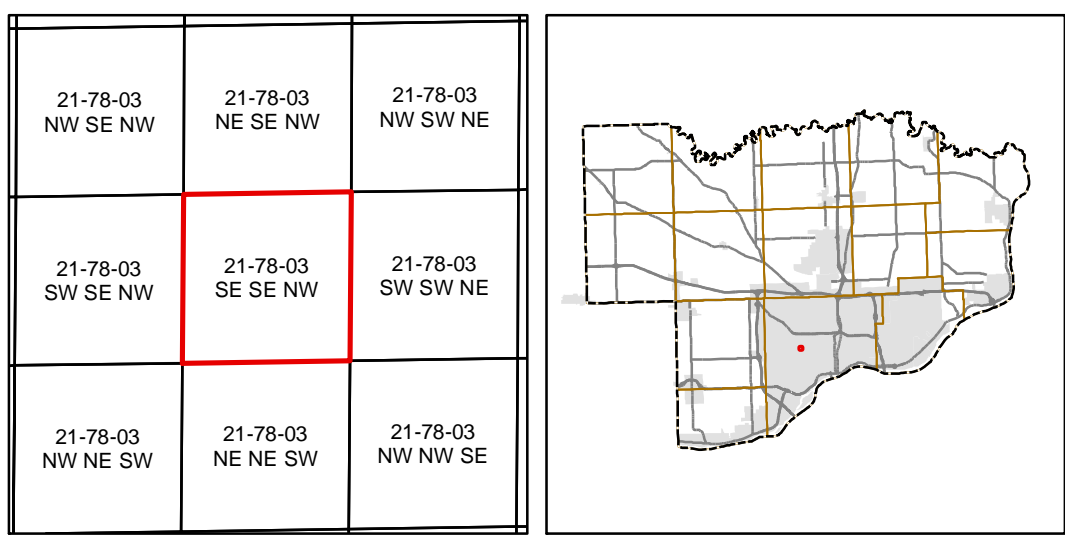 21-78-03
NW SE NW
21-78-03
NE SE NW
21-78-03
NW SW NE
21-78-03
SW SE NW
21-78-03
SE SE NW
21-78-03
SW SW NE
21-78-03
NW NE SW
21-78-03
NE NE SW
21-78-03
NW NW SE